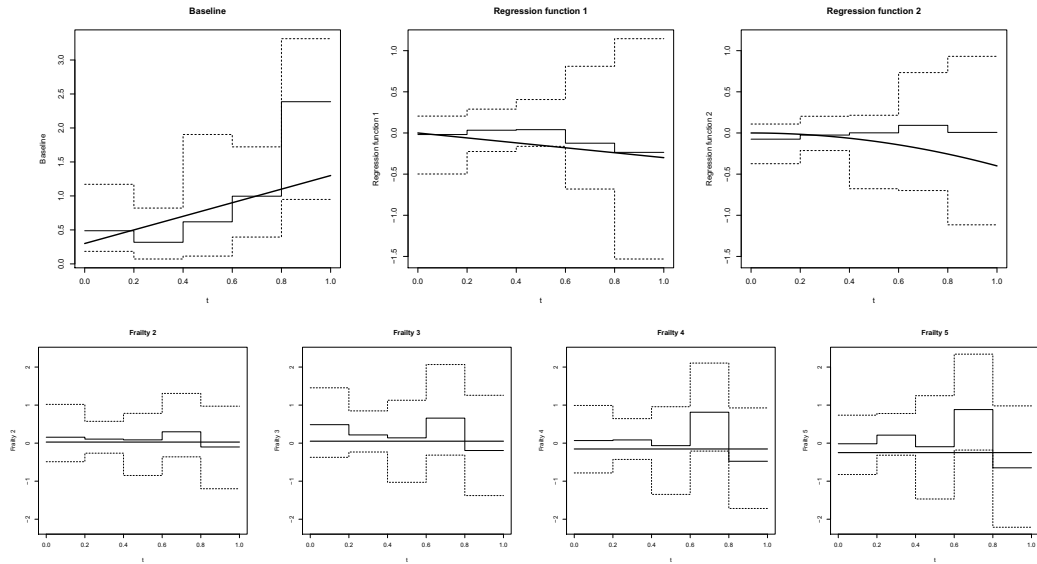 Baseline
Regression function 1
Regression function 2
Baseline
0.0 0.5 1.0 1.5 2.0 2.5 3.0
0.0 0.2 0.4 0.6 0.8 1.0
t
Regression function 1
−1.5 −1.0 −0.5 0.0 0.5 1.0
0.0 0.2 0.4 0.6 0.8 1.0
t
Regression function 2
−1.5 −1.0 −0.5 0.0 0.5 1.0
0.0 0.2 0.4 0.6 0.8 1.0
t
Frailty 2
Frailty 3
Frailty 4
Frailty 5
Frailty 2
−2 −1 0 1 2
0.0 0.2 0.4 0.6 0.8 1.0
t
Frailty 3
−2 −1 0 1 2
0.0 0.2 0.4 0.6 0.8 1.0
t
Frailty 4
−2 −1 0 1 2
0.0 0.2 0.4 0.6 0.8 1.0
t
Frailty 5
−2 −1 0 1 2
0.0 0.2 0.4 0.6 0.8 1.0
t